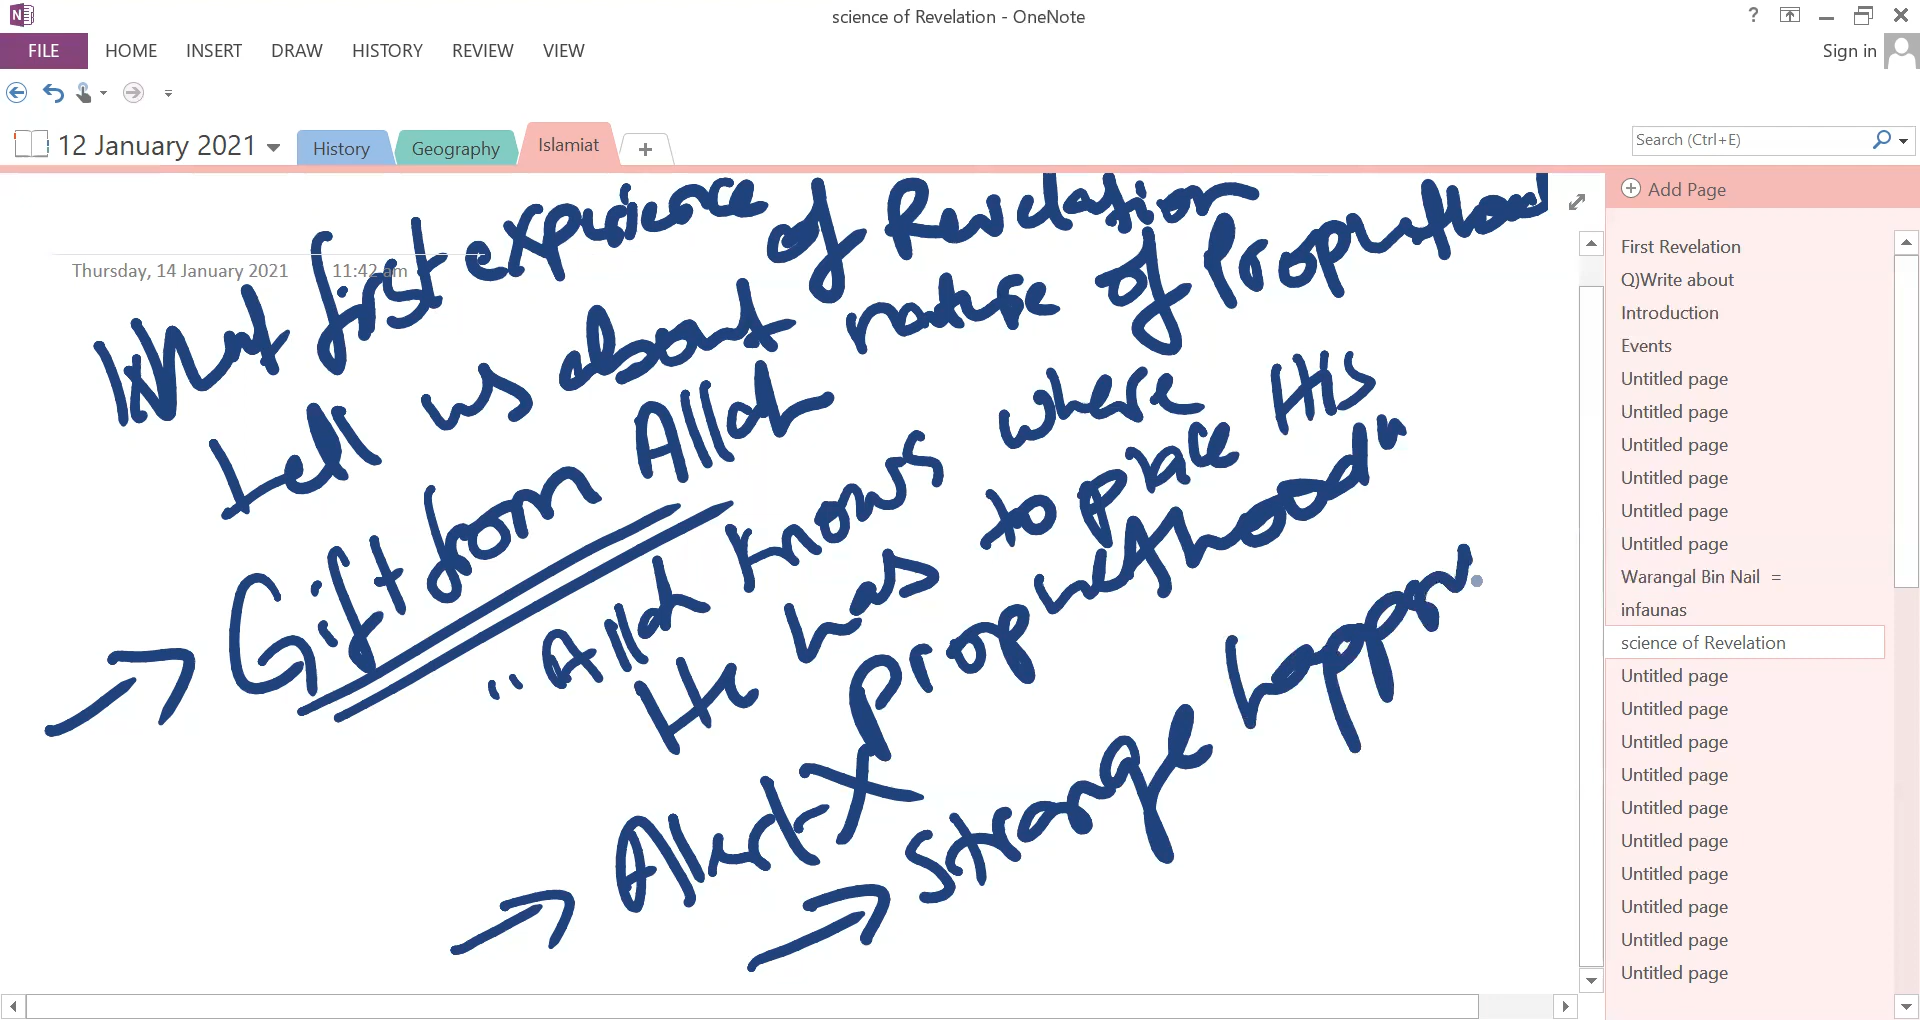 science of Revelation - OneNote
?
FILE HOME INSERT DRAW HISTORY REVIEW VIEW
Sign in
12 January 2021 History Geography Islamiat +
Search (Ctrl+E)
Add Page
Thursday, 14 January 2021 11:42 am
What first experience of Revelation
tell us about nature of Prophethood
→ Gift from Allah
"Allah knows where
He has to place His
prophethood"
→ Alert X
→ Strange happen
First Revelation
Q)Write about
Introduction
Events
Untitled page
Untitled page
Untitled page
Untitled page
Untitled page
Untitled page
Warangal Bin Nail =
infaunas
science of Revelation
Untitled page
Untitled page
Untitled page
Untitled page
Untitled page
Untitled page
Untitled page
Untitled page
Untitled page
Untitled page